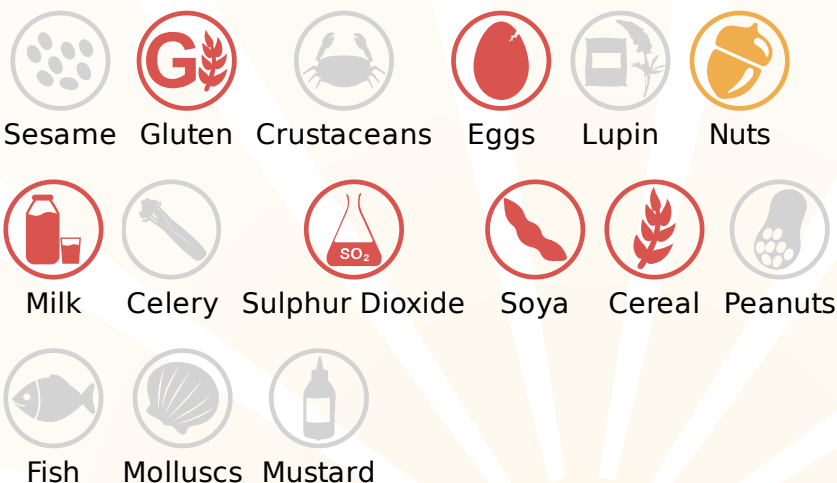 G
Sesame Gluten Crustaceans Eggs Lupin Nuts
SO₂
Milk Celery Sulphur Dioxide Soya Cereal Peanuts
Fish Molluscs Mustard